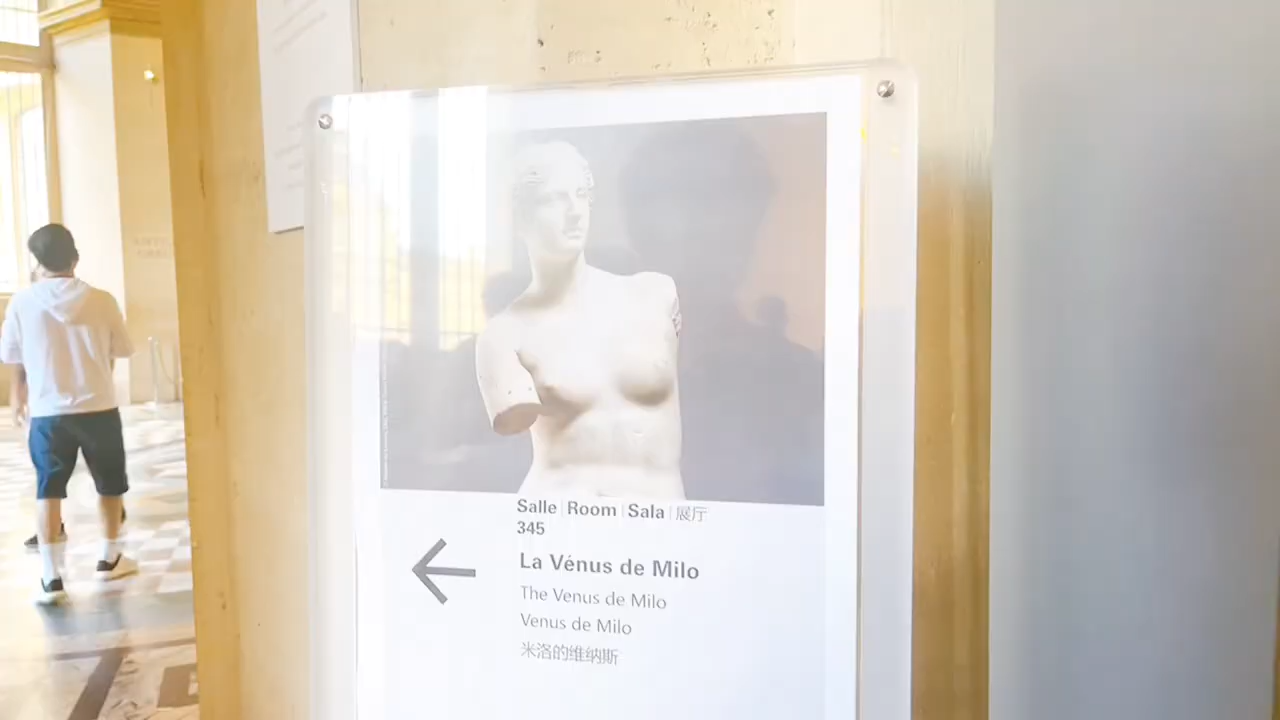 Salle | Room | Sala | 展厅
345
La Vénus de Milo
The Venus de Milo
Venus de Milo
米洛的维纳斯